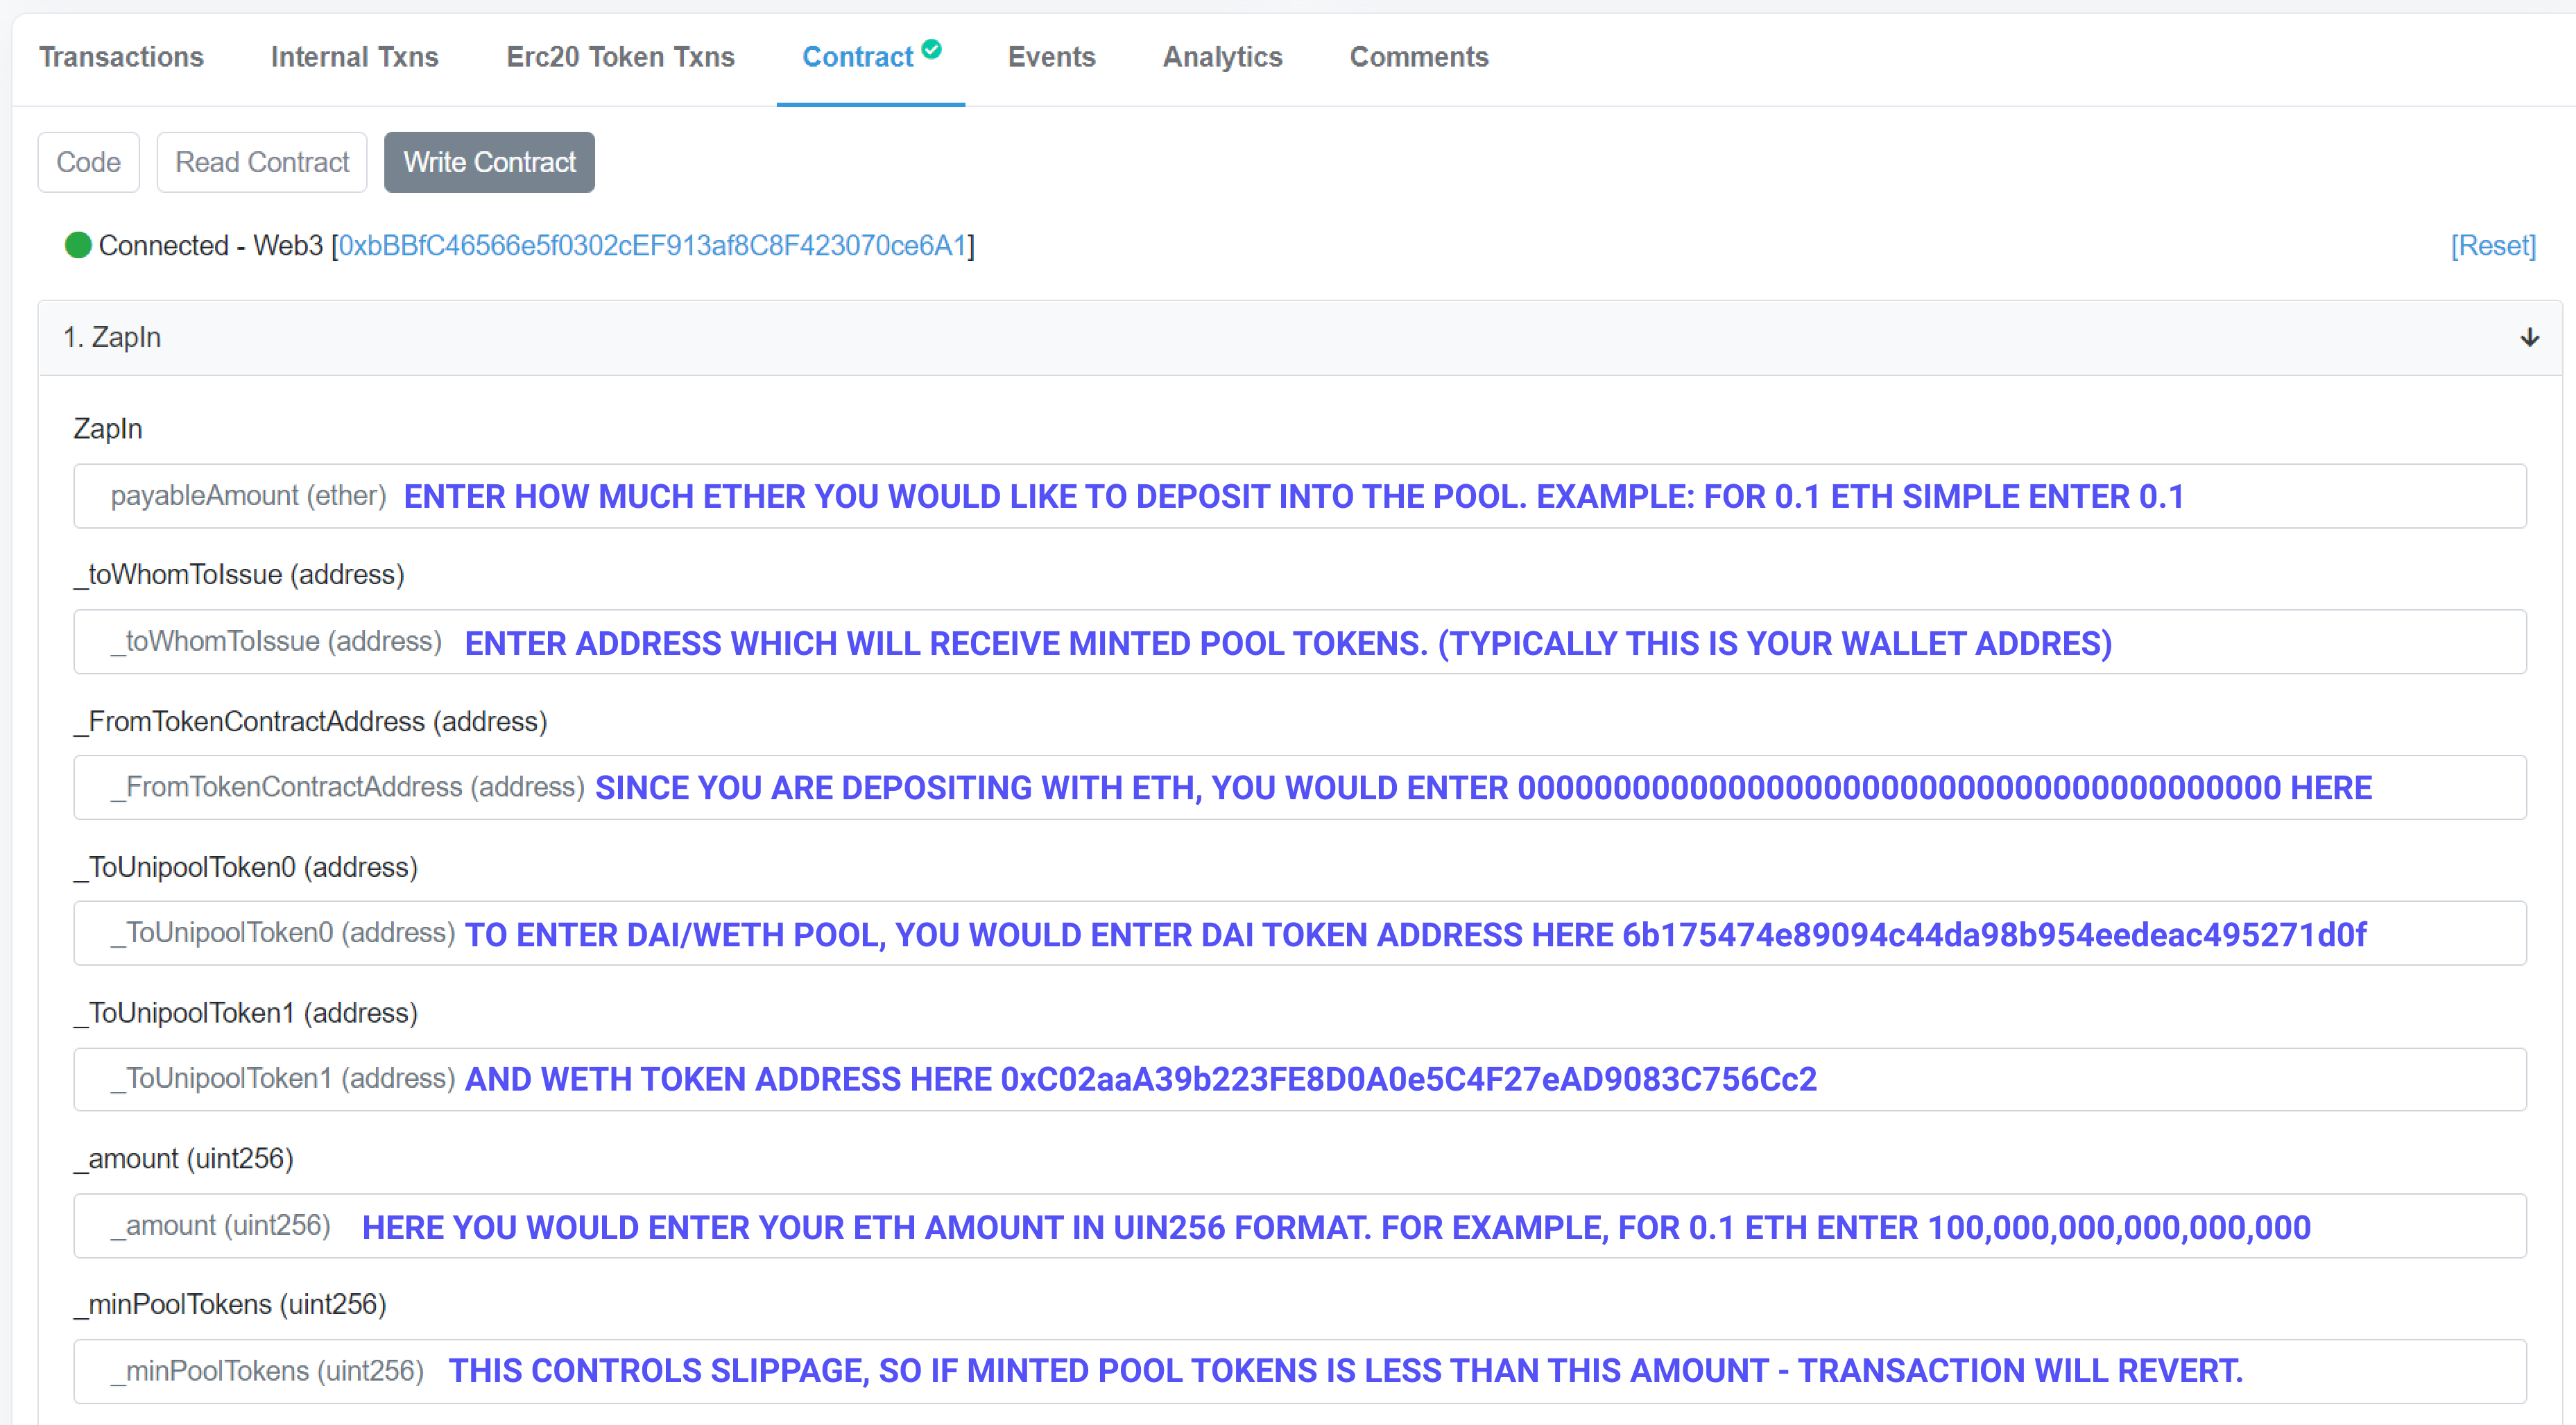 Transactions Internal Txns Erc20 Token Txns Contract Events Analytics Comments
Code Read Contract Write Contract
Connected - Web3 [0xbBBfC46566e5f0302cEF913af8C8F423070ce6A1] [Reset]
1. ZapIn
ZapIn
payableAmount (ether) ENTER HOW MUCH ETHER YOU WOULD LIKE TO DEPOSIT INTO THE POOL. EXAMPLE: FOR 0.1 ETH SIMPLE ENTER 0.1
_toWhomToIssue (address)
_toWhomToIssue (address) ENTER ADDRESS WHICH WILL RECEIVE MINTED POOL TOKENS. (TYPICALLY THIS IS YOUR WALLET ADDRES)
_FromTokenContractAddress (address)
_FromTokenContractAddress (address) SINCE YOU ARE DEPOSITING WITH ETH, YOU WOULD ENTER 0000000000000000000000000000000000000000 HERE
_ToUnipoolToken0 (address)
_ToUnipoolToken0 (address) TO ENTER DAI/WETH POOL, YOU WOULD ENTER DAI TOKEN ADDRESS HERE 6b175474e89094c44da98b954eedeac495271d0f
_ToUnipoolToken1 (address)
_ToUnipoolToken1 (address) AND WETH TOKEN ADDRESS HERE 0xC02aaA39b223FE8D0A0e5C4F27eAD9083C756Cc2
_amount (uint256)
_amount (uint256) HERE YOU WOULD ENTER YOUR ETH AMOUNT IN UIN256 FORMAT. FOR EXAMPLE, FOR 0.1 ETH ENTER 100,000,000,000,000,000
_minPoolTokens (uint256)
_minPoolTokens (uint256) THIS CONTROLS SLIPPAGE, SO IF MINTED POOL TOKENS IS LESS THAN THIS AMOUNT - TRANSACTION WILL REVERT.